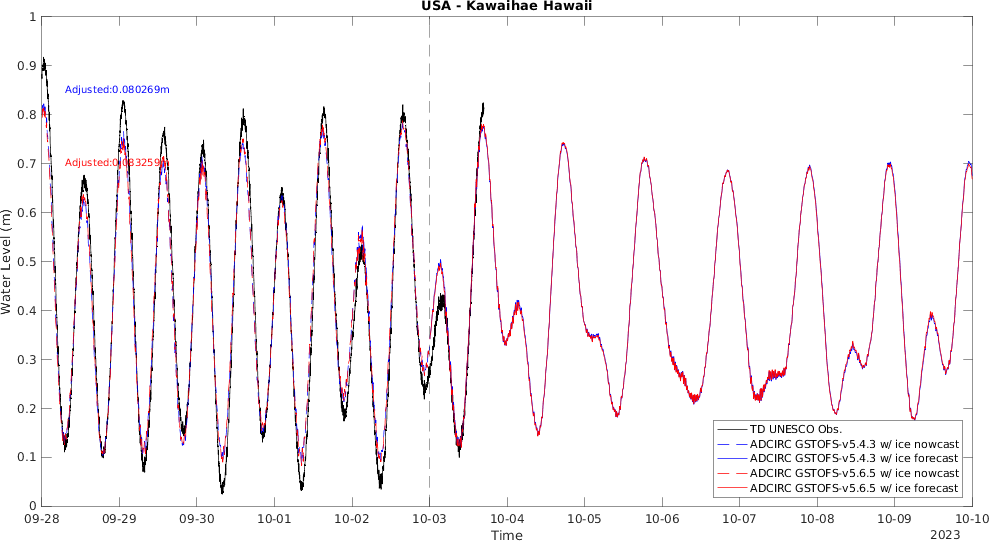 USA - Kawaihae Hawaii
1
0.9
0.8
0.7
0.6
0.5
0.4
0.3
0.2
0.1
0
Water Level (m)
Adjusted:0.080269m
Adjusted:0.083259m
TD UNESCO Obs.
ADCIRC GSTOFS-v5.4.3 w/ ice nowcast
ADCIRC GSTOFS-v5.4.3 w/ ice forecast
ADCIRC GSTOFS-v5.6.5 w/ ice nowcast
ADCIRC GSTOFS-v5.6.5 w/ ice forecast
09-28 09-29 09-30 10-01 10-02 10-03 10-04 10-05 10-06 10-07 10-08 10-09 10-10
Time
2023